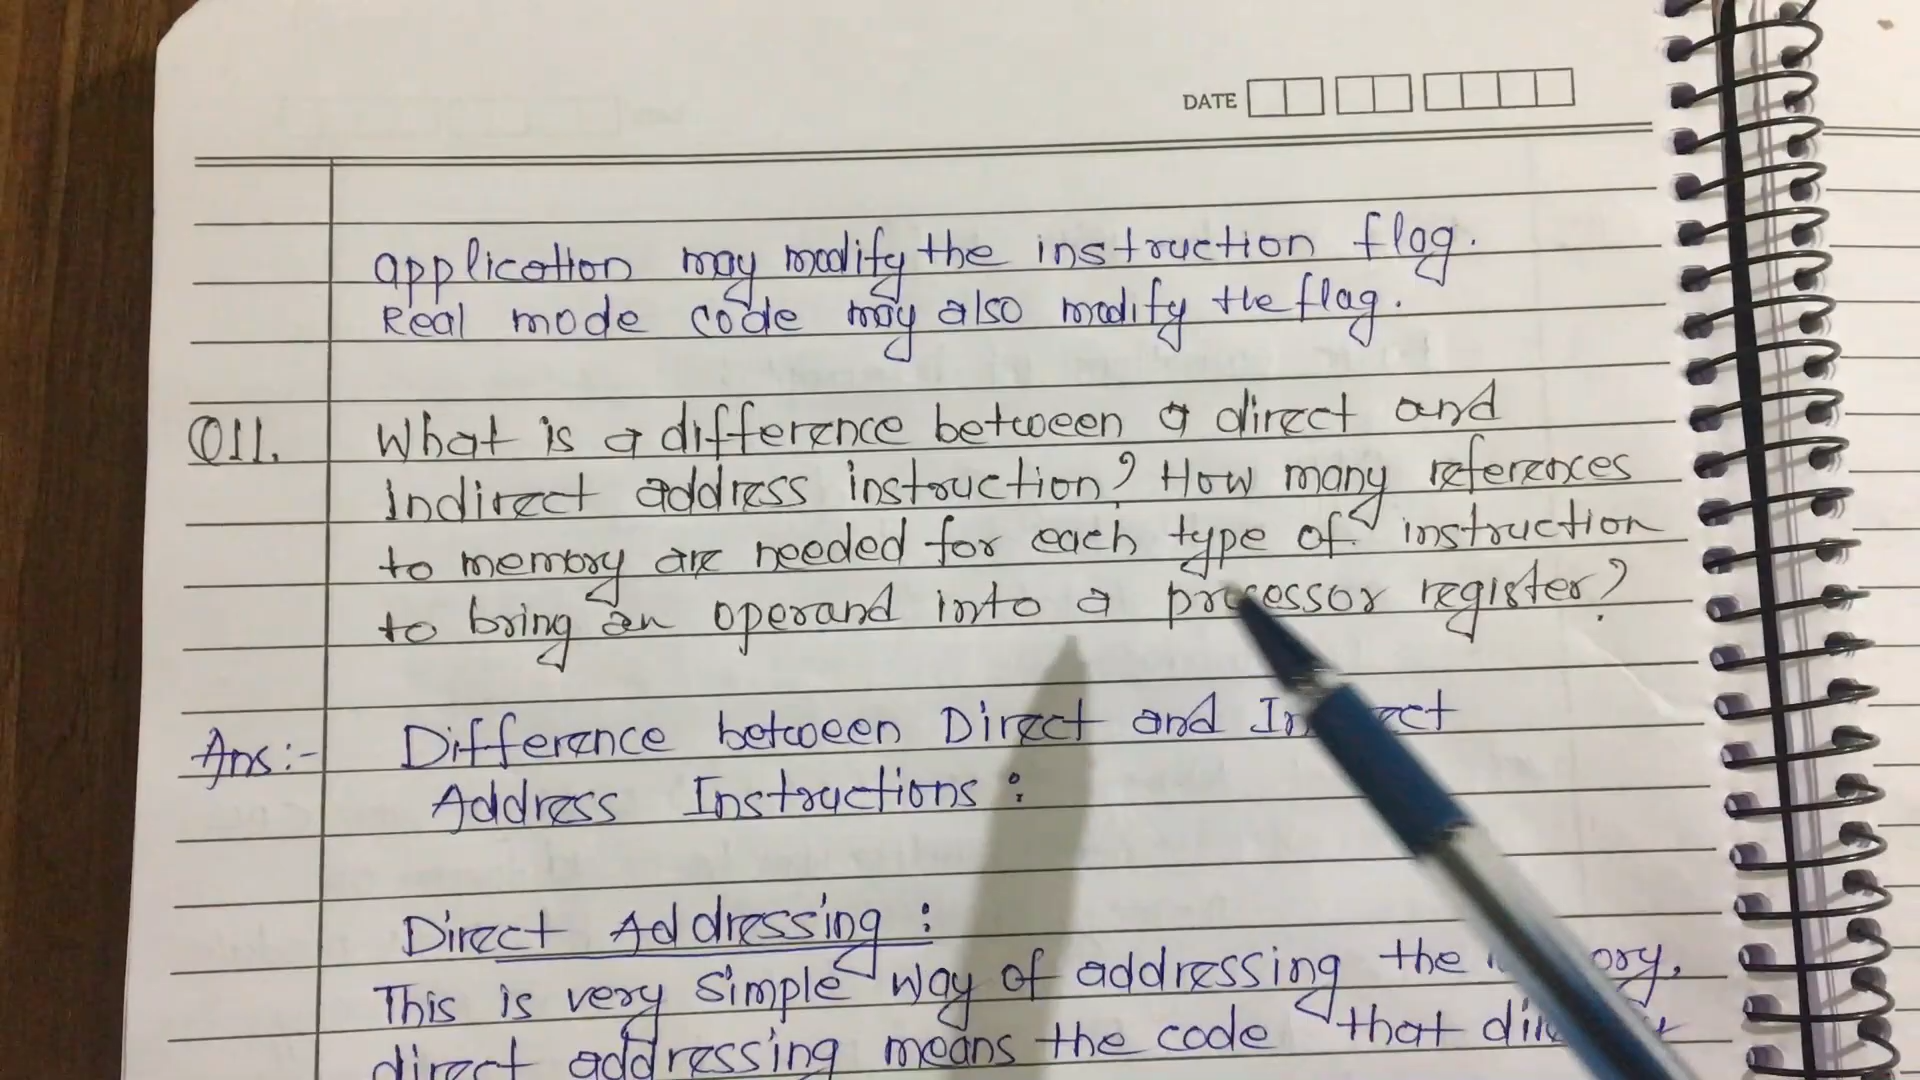 DATE
application may modify the instruction flag.
Real mode code may also modify the flag.
Q11. What is a difference between a direct and
indirect address instruction? How many references
to memory are needed for each type of instruction
to bring an operand into a processor register?
Ans:- Difference between Direct and
Address Instructions :
Direct Addressing :
This is very simple way of addressing the
direct addressing means the code that